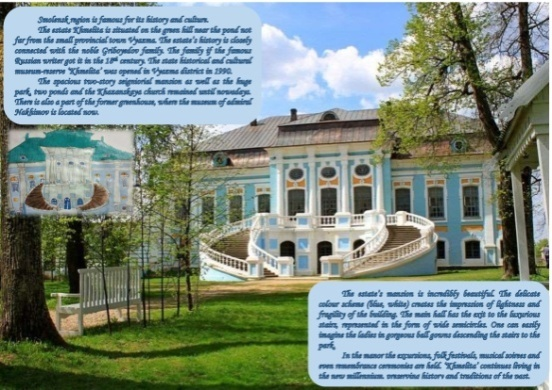 Smolensk region is famous for its history and culture.
The estate Khmelita is situated on the green hill near the pond not
far from the small provincial town Vyazma. The estate's history is closely
connected with the noble Griboyedov family. The family if the famous
Russian writer got it in the 18th century. The state historical and cultural
museum-reserve "Khmelita" was opened in Vyazma district in 1990.
The spacious two-story seigniorial mansion as well as the huge
park, two ponds and the Khazanskaya church remained until nowadays.
There is also a part of the former greenhouse, where the museum of admiral
Nakhimov is located now.
The estate's mansion is incredibly beautiful. The delicate
colour scheme (blue, white) creates the impression of lightness and
fragility of the building. The main hall has the exit to the luxurious
stairs, represented in the form of wide semicircles. One can easily
imagine the ladies in gorgeous ball gowns descending the stairs to the
park.
In the manor the excursions, folk festivals, musical soirees and
even remembrance ceremonies are held. "Khmelita" continues living in
the new millennium, preserving history and traditions of the past.